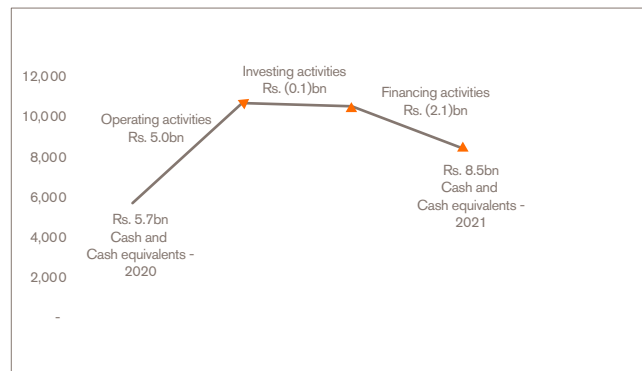 12,000
10,000
8,000
6,000
4,000
2,000
-
Operating activities
Rs. 5.0bn
Investing activities
Rs. (0.1)bn
Financing activities
Rs. (2.1)bn
Rs. 5.7bn
Cash and
Cash equivalents -
2020
Rs. 8.5bn
Cash and
Cash equivalents -
2021